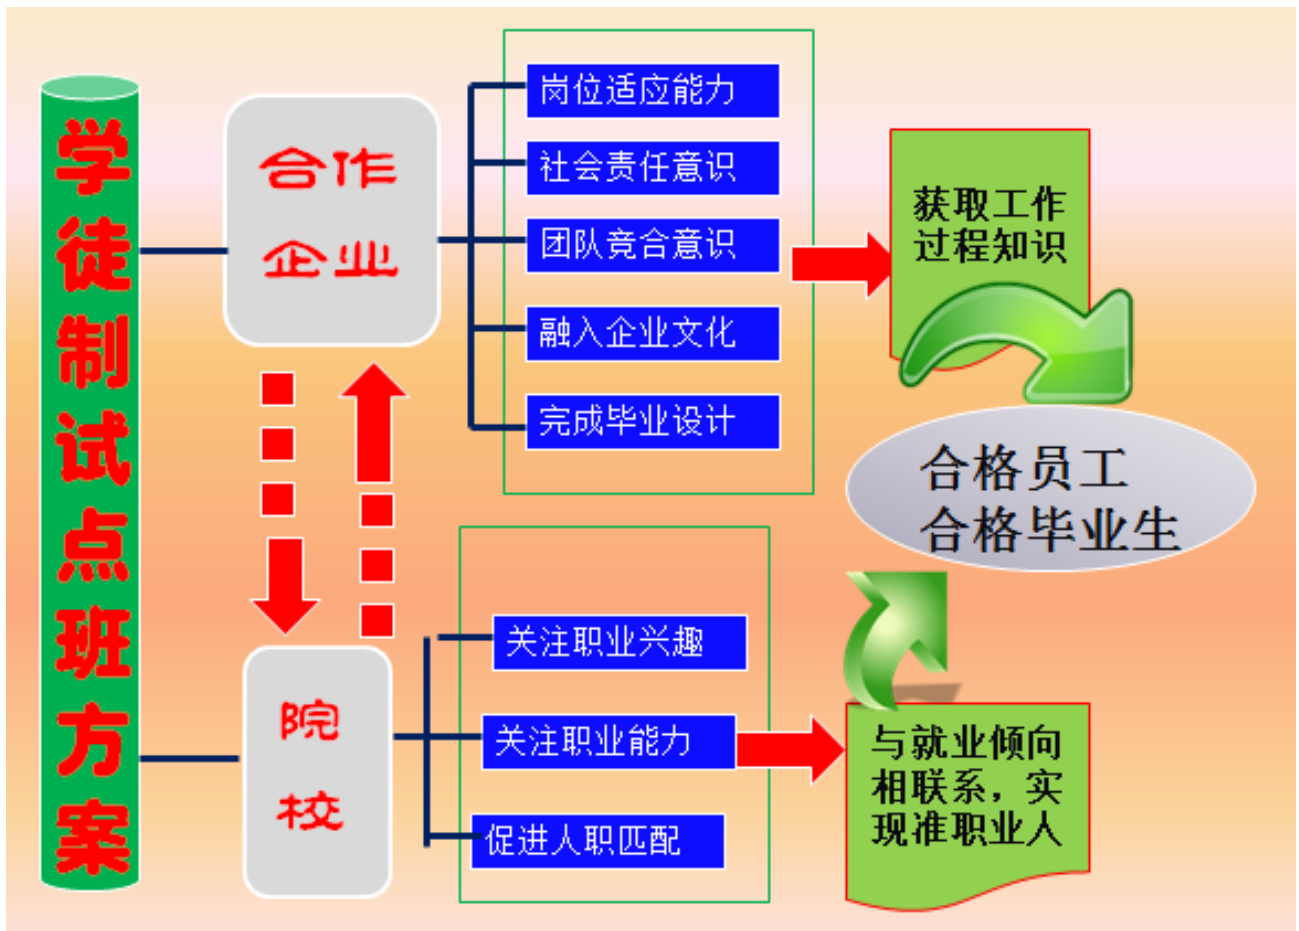 学徒制试点班方案
合作
企业
岗位适应能力
社会责任意识
团队竞合意识
融入企业文化
完成毕业设计
获取工作
过程知识
合格员工
合格毕业生
院
校
关注职业兴趣
关注职业能力
促进人职匹配
与就业倾向
相联系，实
现准职业人